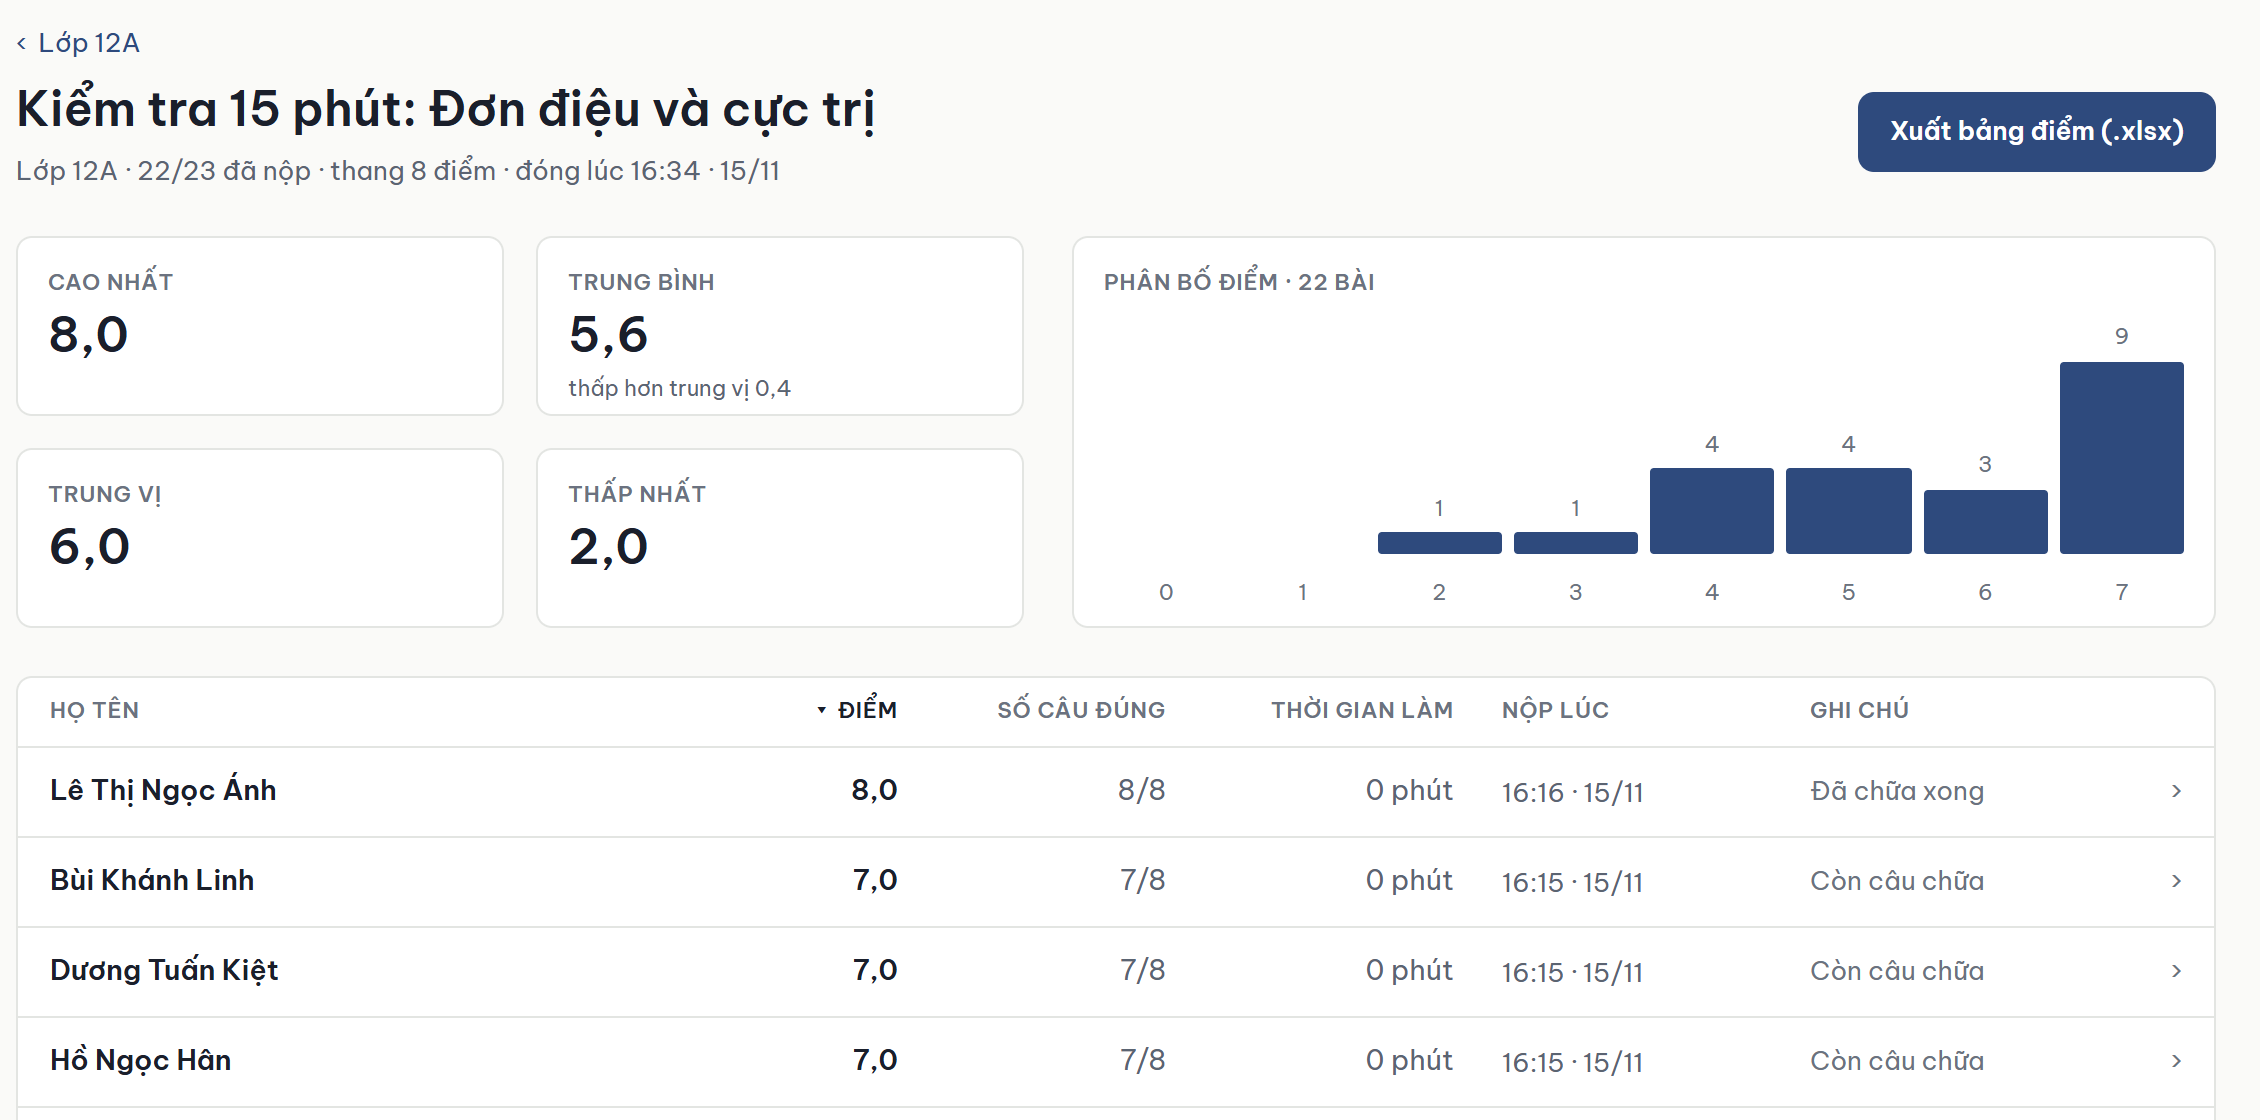 ‹ Lớp 12A
Kiểm tra 15 phút: Đơn điệu và cực trị
Lớp 12A · 22/23 đã nộp · thang 8 điểm · đóng lúc 16:34 · 15/11
Xuất bảng điểm (.xlsx)
CAO NHẤT
8,0
TRUNG BÌNH
5,6
thấp hơn trung vị 0,4
TRUNG VỊ
6,0
THẤP NHẤT
2,0
PHÂN BỐ ĐIỂM · 22 BÀI
1 1 4 4 3 9
0 1 2 3 4 5 6 7
HỌ TÊN ▼ ĐIỂM SỐ CÂU ĐÚNG THỜI GIAN LÀM NỘP LÚC GHI CHÚ
Lê Thị Ngọc Ánh 8,0 8/8 0 phút 16:16 · 15/11 Đã chữa xong ›
Bùi Khánh Linh 7,0 7/8 0 phút 16:15 · 15/11 Còn câu chữa ›
Dương Tuấn Kiệt 7,0 7/8 0 phút 16:15 · 15/11 Còn câu chữa ›
Hồ Ngọc Hân 7,0 7/8 0 phút 16:15 · 15/11 Còn câu chữa ›